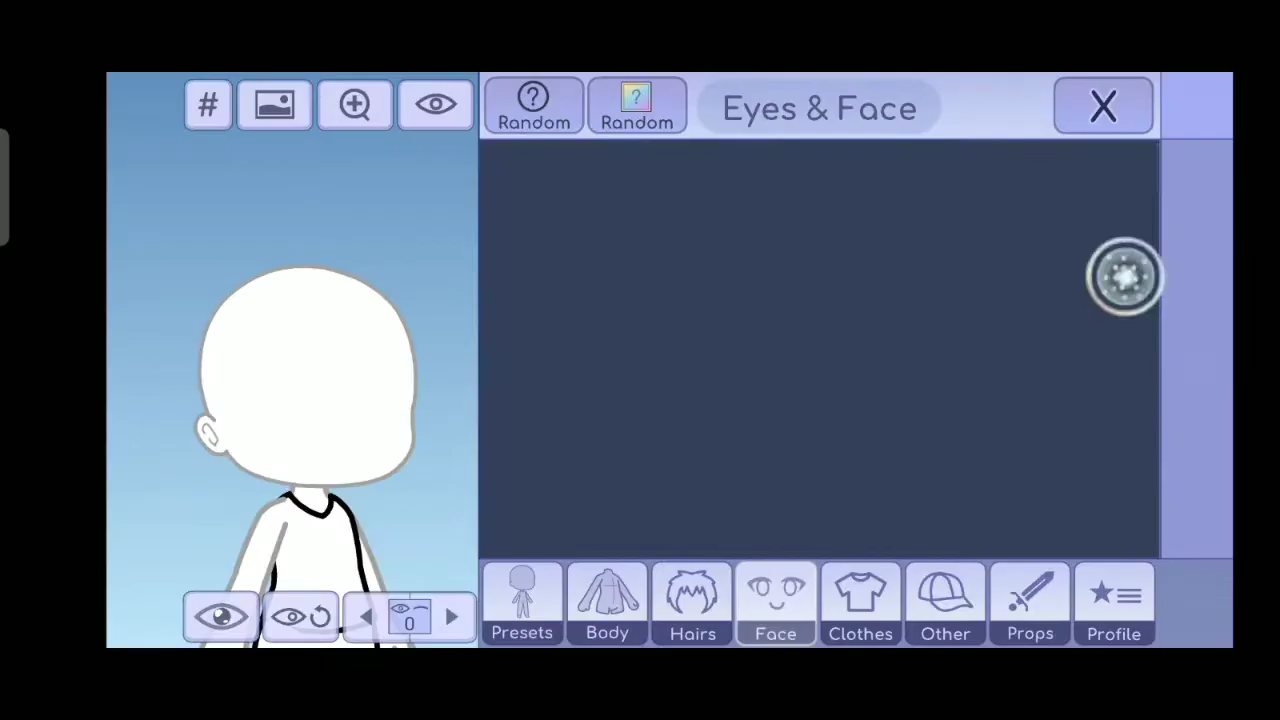 #
?
Random
?
Random
Eyes & Face
X
0
Presets
Body
Hairs
Face
Clothes
Other
Props
Profile